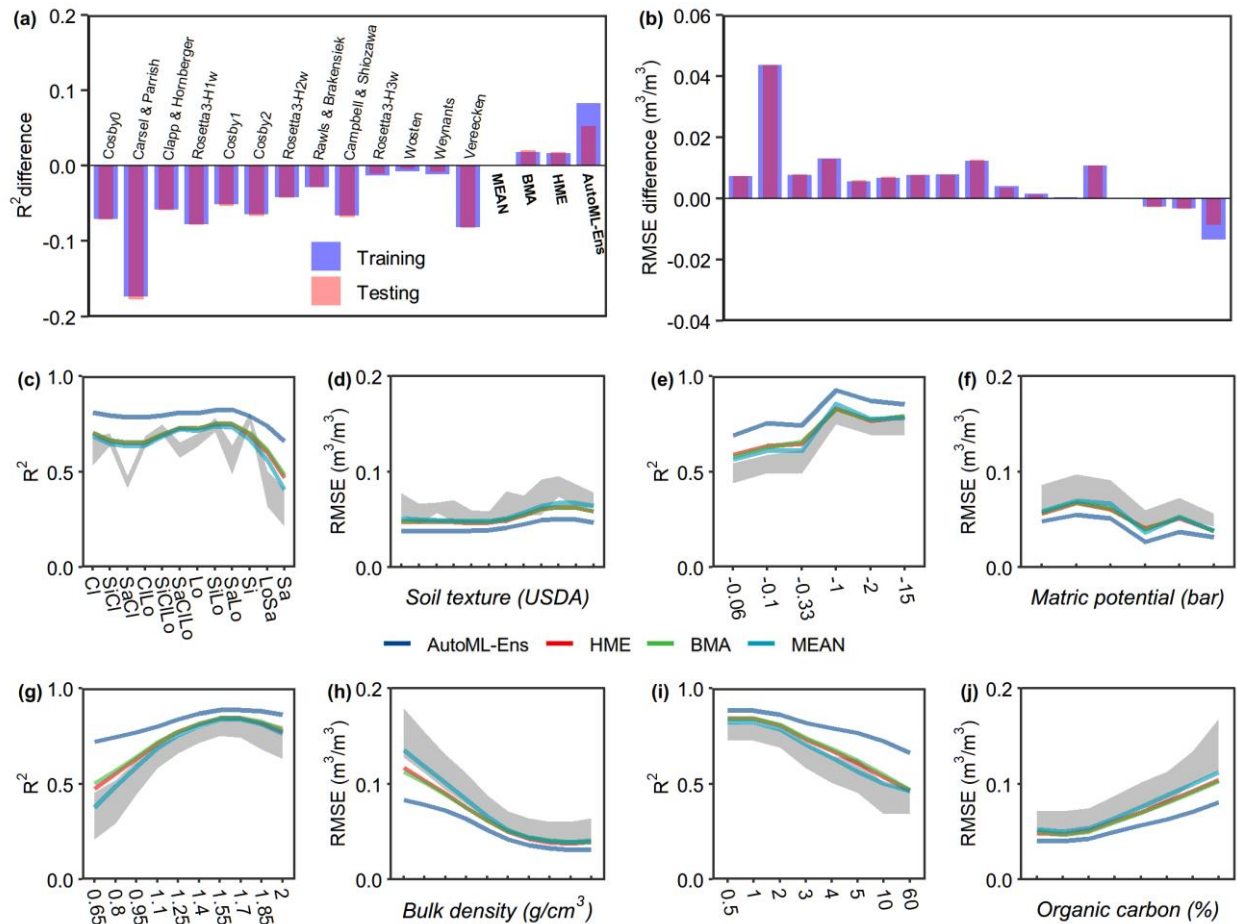 (a)
0.2
0.1
0.0
-0.1
-0.2
R² difference
Cosby0
Carsel & Parrish
Clapp & Hornberger
Rosetta3-H1w
Cosby1
Cosby2
Rosetta3-H2w
Rawls & Brakensiek
Campbell & Shiozawa
Rosetta3-H3w
Wosten
Weynants
Vereecken
MEAN
BMA
HME
AutoML-Ens
Training
Testing
(b)
0.06
0.04
0.02
0.00
-0.02
-0.04
RMSE difference (m³/m³)
(c)
1.0
0.5
0.0
R²
Cl
SiCl
SaCl
ClLo
SiClLo
SaClLo
Lo
SiLo
SaLo
Si
LoSa
Sa
(d)
0.2
0.1
0.0
RMSE (m³/m³)
Soil texture (USDA)
(e)
1.0
0.5
0.0
R²
-0.06
-0.1
-0.33
-1
-2
-15
(f)
0.2
0.1
0.0
RMSE (m³/m³)
Matric potential (bar)
AutoML-Ens
HME
BMA
MEAN
(g)
1.0
0.5
0.0
R²
0.65
0.8
0.95
1.1
1.25
1.4
1.55
1.7
1.85
2
(h)
0.2
0.1
0.0
RMSE (m³/m³)
Bulk density (g/cm³)
(i)
1.0
0.5
0.0
R²
0.5
1
2
3
4
5
10
60
(j)
0.2
0.1
0.0
RMSE (m³/m³)
Organic carbon (%)